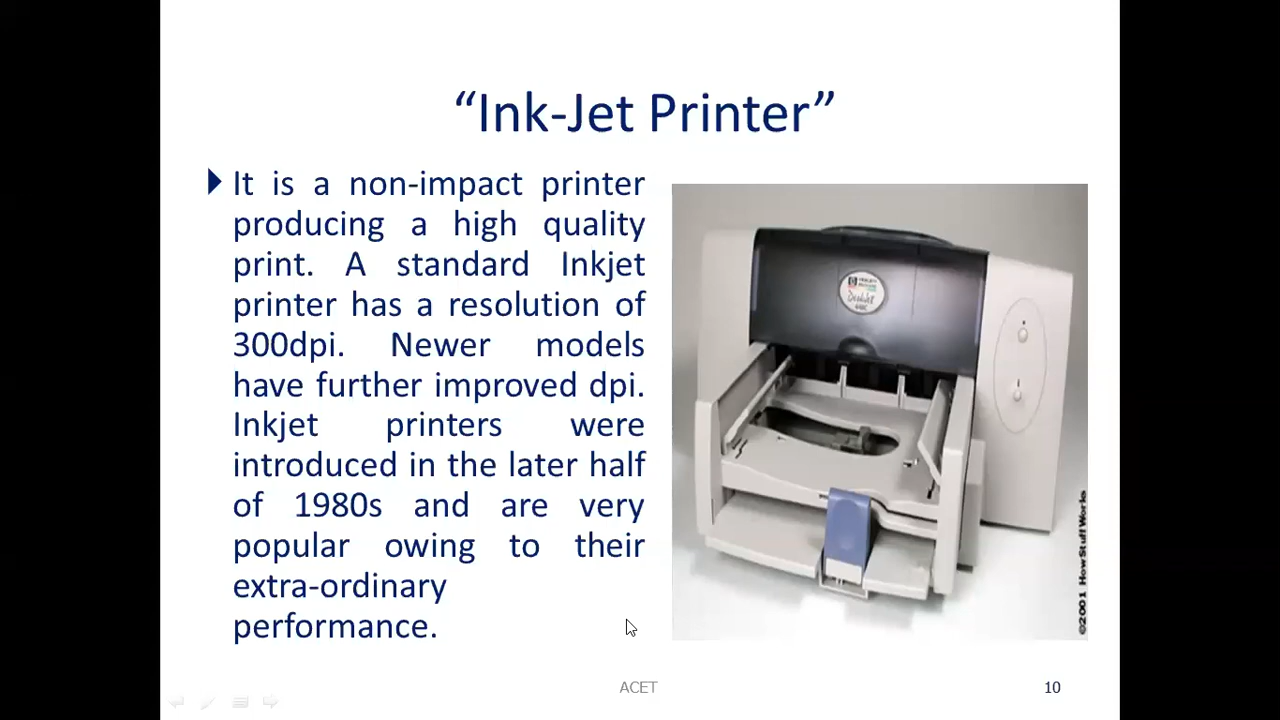 “Ink-Jet Printer”
It is a non-impact printer
producing a high quality
print. A standard Inkjet
printer has a resolution of
300dpi. Newer models
have further improved dpi.
Inkjet printers were
introduced in the later half
of 1980s and are very
popular owing to their
extra-ordinary
performance.
©2001 HowStuffWorks
ACET
10